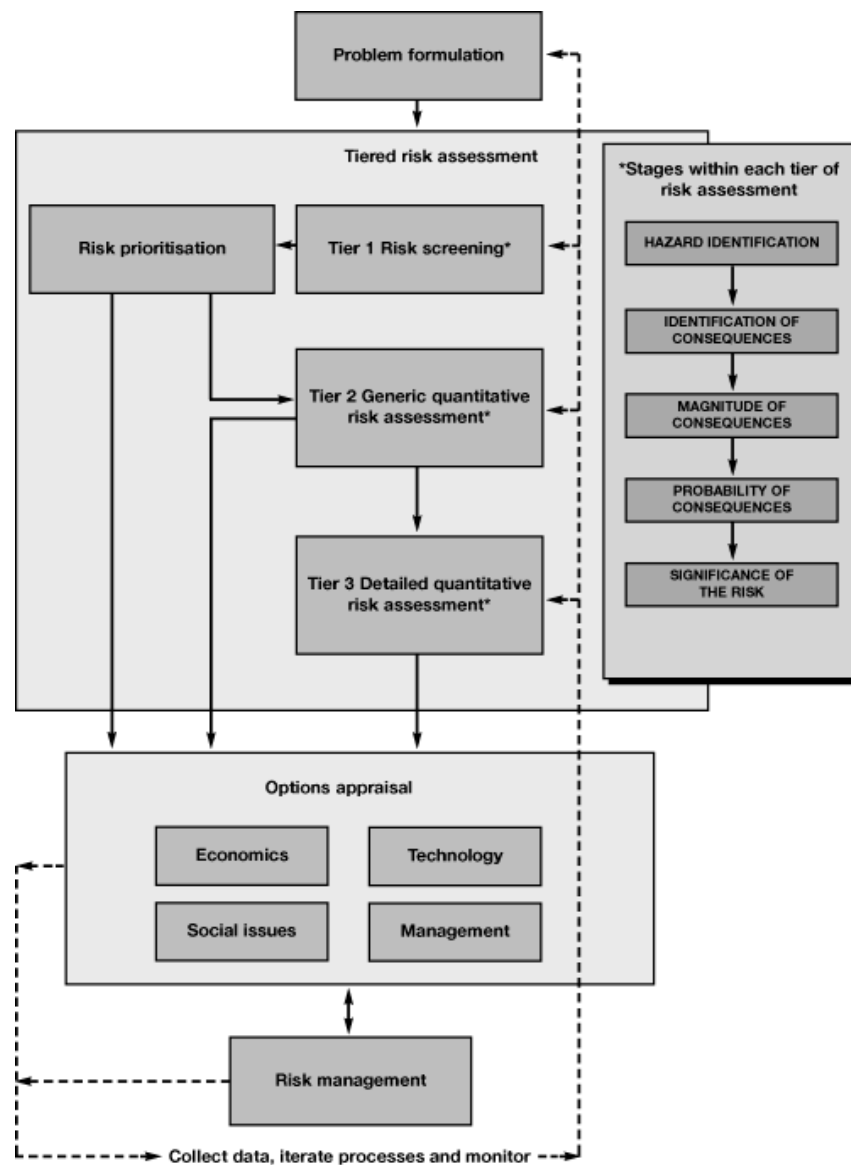 Problem formulation
Tiered risk assessment
Risk prioritisation
Tier 1 Risk screening*
Tier 2 Generic quantitative
risk assessment*
Tier 3 Detailed quantitative
risk assessment*
*Stages within each tier of
risk assessment
HAZARD IDENTIFICATION
IDENTIFICATION OF
CONSEQUENCES
MAGNITUDE OF
CONSEQUENCES
PROBABILITY OF
CONSEQUENCES
SIGNIFICANCE OF
THE RISK
Options appraisal
Economics
Technology
Social issues
Management
Risk management
Collect data, iterate processes and monitor